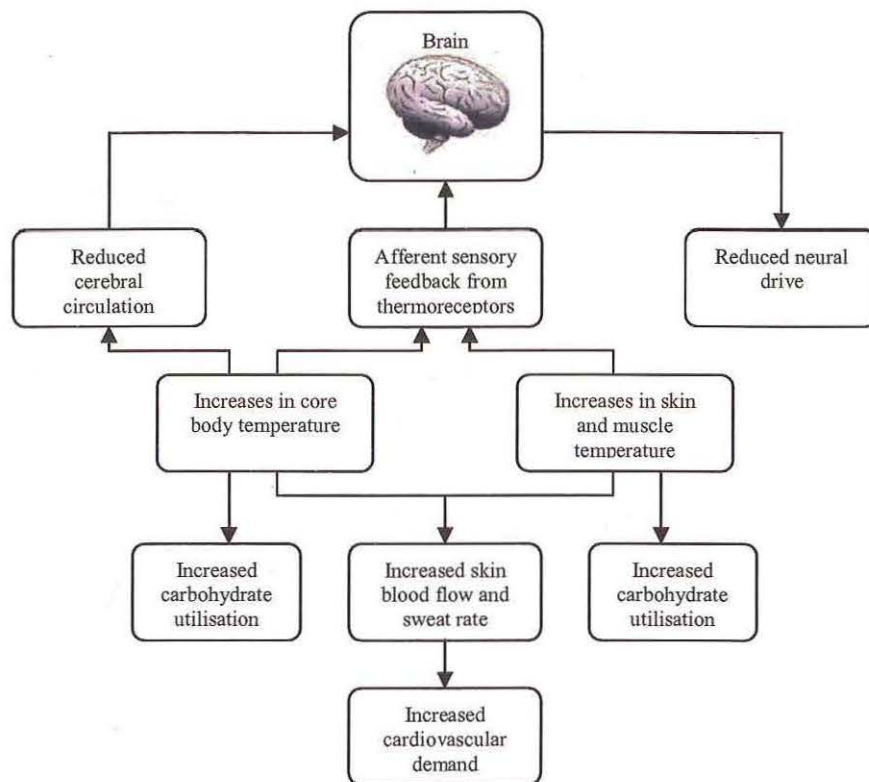 Brain
Reduced
cerebral
circulation
Afferent sensory
feedback from
thermoreceptors
Reduced neural
drive
Increases in core
body temperature
Increases in skin
and muscle
temperature
Increased
carbohydrate
utilisation
Increased skin
blood flow and
sweat rate
Increased
carbohydrate
utilisation
Increased
cardiovascular
demand